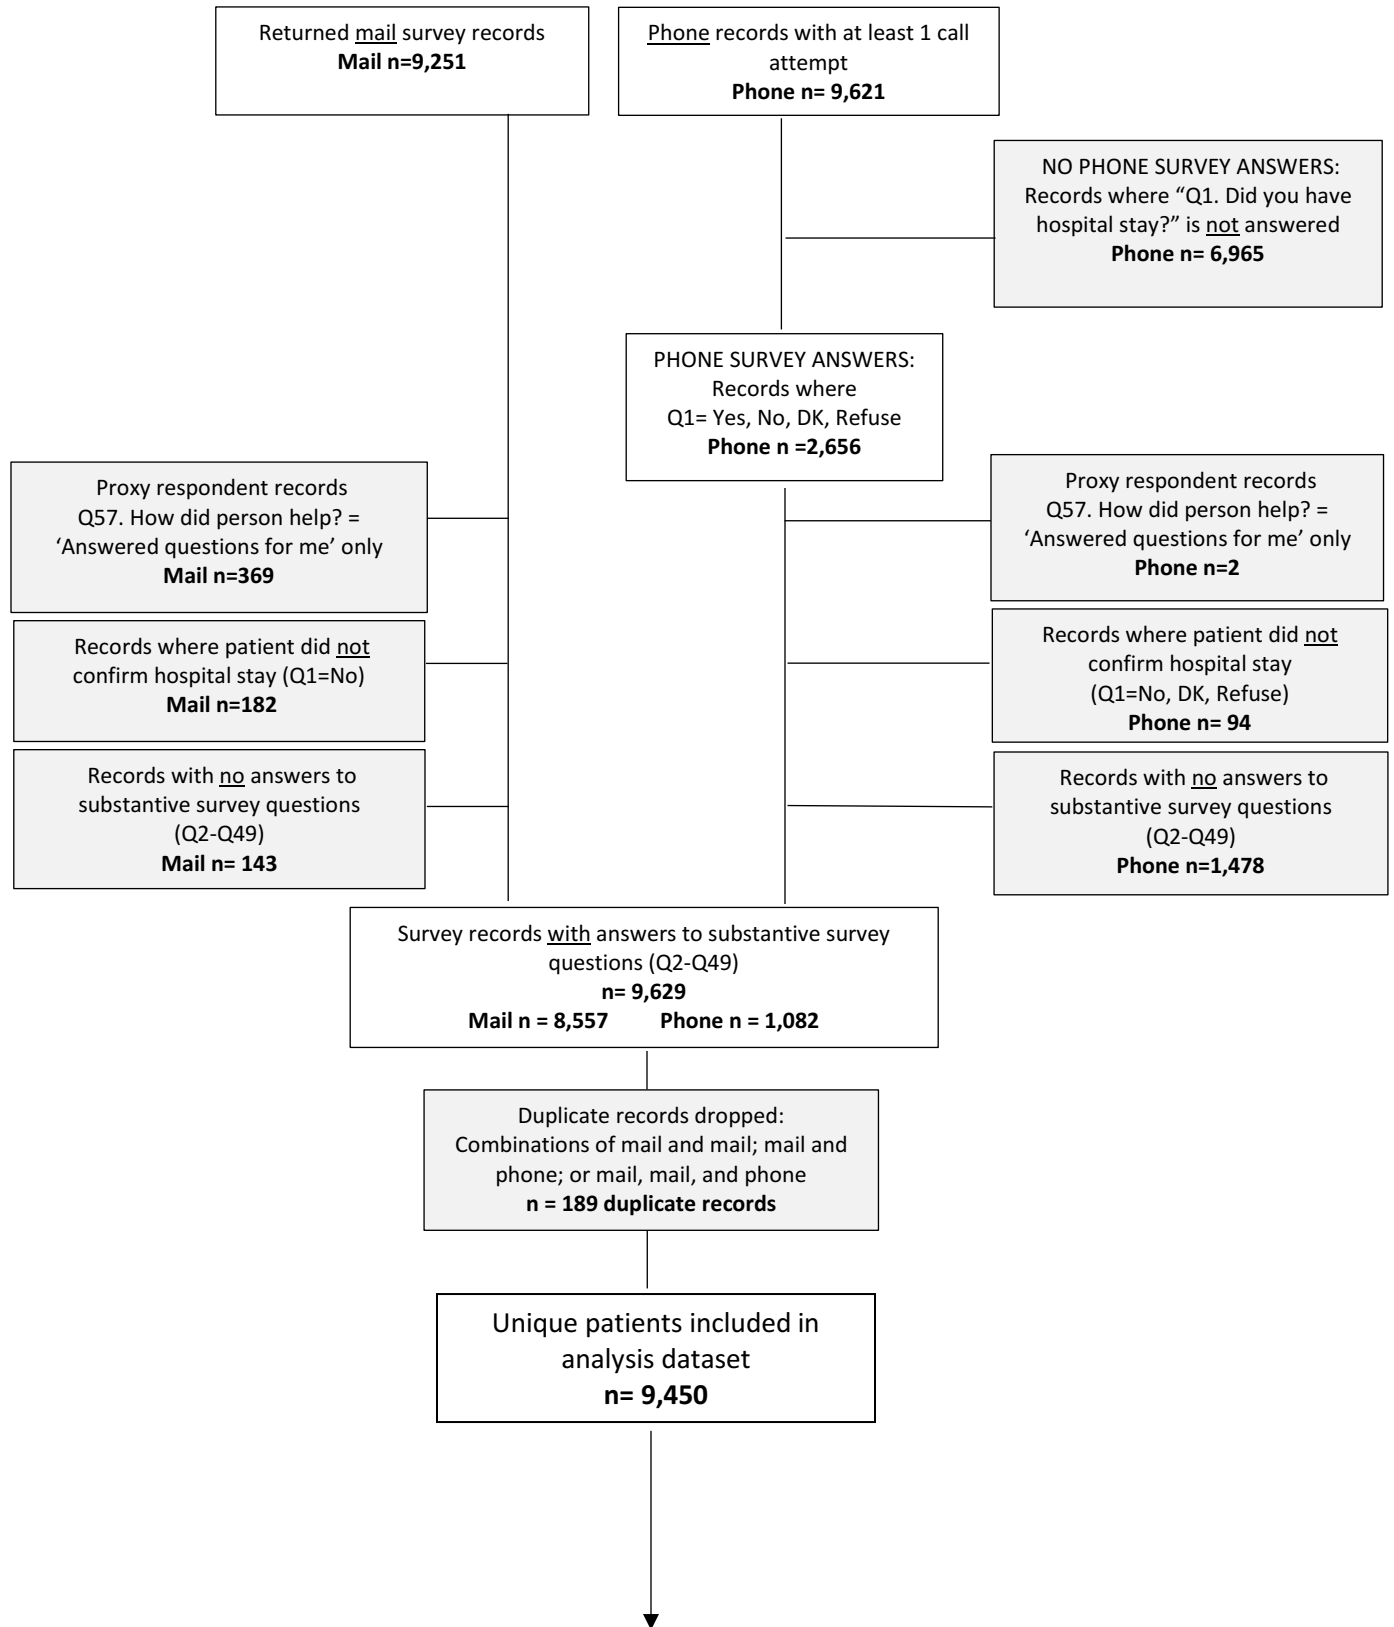 Returned mail survey records
Mail n=9,251
Phone records with at least 1 call
attempt
Phone n= 9,621
NO PHONE SURVEY ANSWERS:
Records where “Q1. Did you have
hospital stay?” is not answered
Phone n= 6,965
PHONE SURVEY ANSWERS:
Records where
Q1= Yes, No, DK, Refuse
Phone n =2,656
Proxy respondent records
Q57. How did person help? =
‘Answered questions for me’ only
Mail n=369
Proxy respondent records
Q57. How did person help? =
‘Answered questions for me’ only
Phone n=2
Records where patient did not
confirm hospital stay (Q1=No)
Mail n=182
Records where patient did not
confirm hospital stay
(Q1=No, DK, Refuse)
Phone n= 94
Records with no answers to
substantive survey questions
(Q2-Q49)
Mail n= 143
Records with no answers to
substantive survey questions
(Q2-Q49)
Phone n=1,478
Survey records with answers to substantive survey
questions (Q2-Q49)
n= 9,629
Mail n = 8,557 Phone n = 1,082
Duplicate records dropped:
Combinations of mail and mail; mail and
phone; or mail, mail, and phone
n = 189 duplicate records
Unique patients included in
analysis dataset
n= 9,450